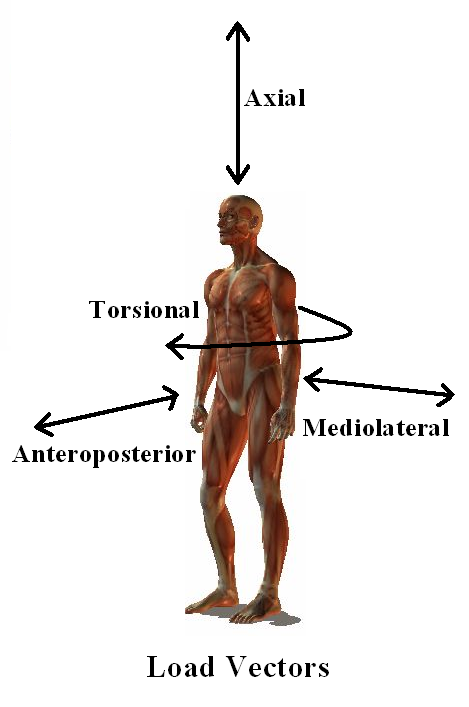 Axial
Torsional
Mediolateral
Anteroposterior
Load Vectors